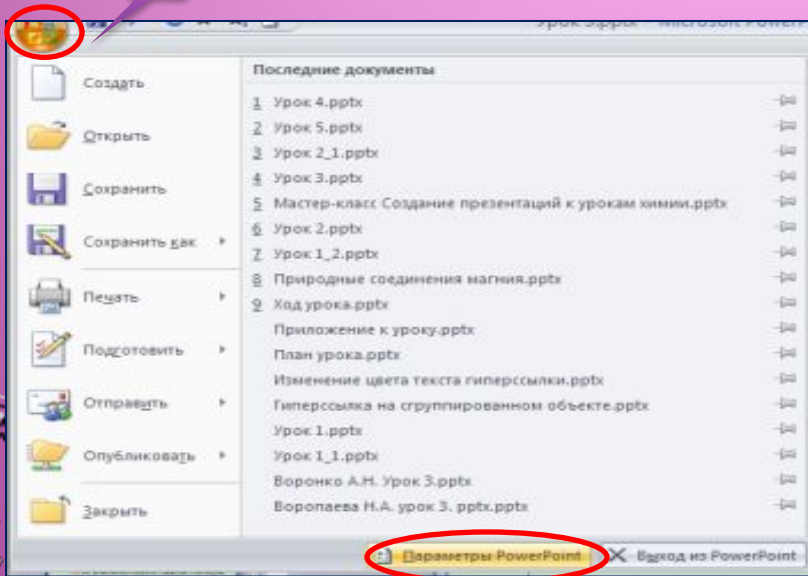 Урок 5.pptx - Microsoft PowerP
Создать
Открыть
Сохранить
Сохранить как
Печать
Подготовить
Отправить
Опубликовать
Закрыть
Последние документы
1 Урок 4.pptx
2 Урок 5.pptx
3 Урок 2_1.pptx
4 Урок 3.pptx
5 Мастер-класс Создание презентаций к урокам химии.pptx
6 Урок 2.pptx
7 Урок 1_2.pptx
8 Природные соединения магния.pptx
9 Ход урока.pptx
Приложение к уроку.pptx
План урока.pptx
Изменение цвета текста гиперссылки.pptx
Гиперссылка на сгруппированном объекте.pptx
Урок 1.pptx
Урок 1_1.pptx
Воронко А.Н. Урок 3.pptx
Воропаева Н.А. урок 3. pptx.pptx
Параметры PowerPoint
Выход из PowerPoint